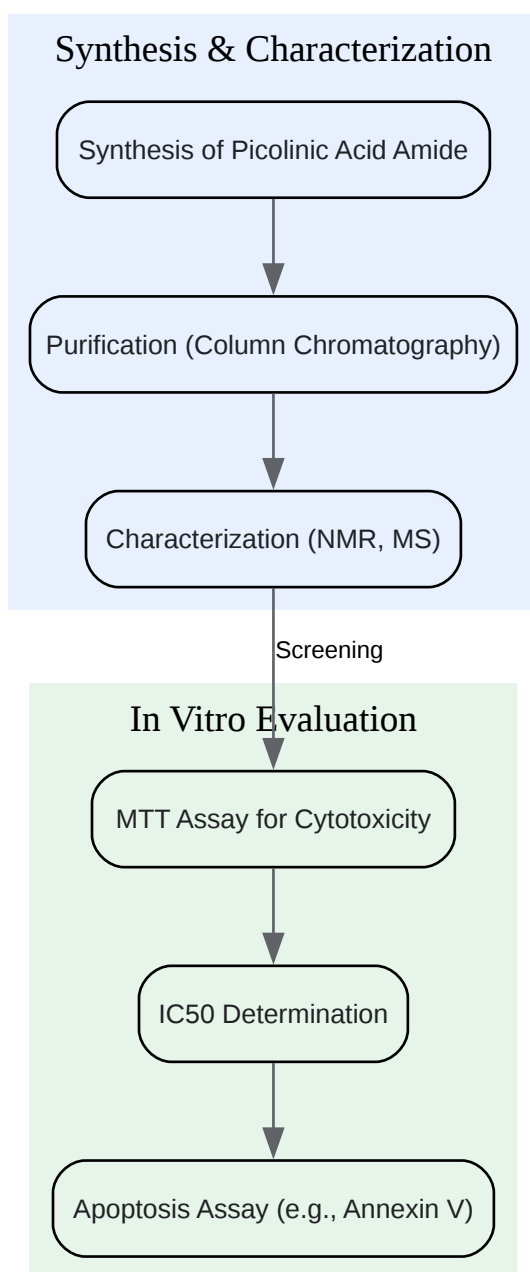 Synthesis & Characterization
Synthesis of Picolinic Acid Amide
Purification (Column Chromatography)
Characterization (NMR, MS)
Screening
In Vitro Evaluation
MTT Assay for Cytotoxicity
IC50 Determination
Apoptosis Assay (e.g., Annexin V)